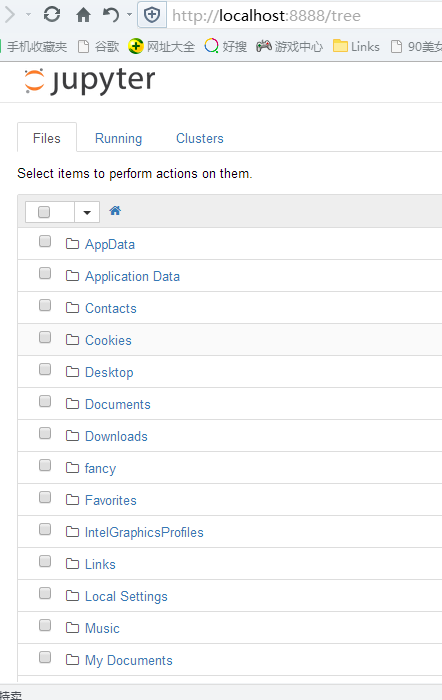 http://localhost:8888/tree
手机收藏夹 谷歌 网址大全 好搜 游戏中心 Links 90美女
jupyter
Files Running Clusters
Select items to perform actions on them.
AppData
Application Data
Contacts
Cookies
Desktop
Documents
Downloads
fancy
Favorites
IntelGraphicsProfiles
Links
Local Settings
Music
My Documents
特卖